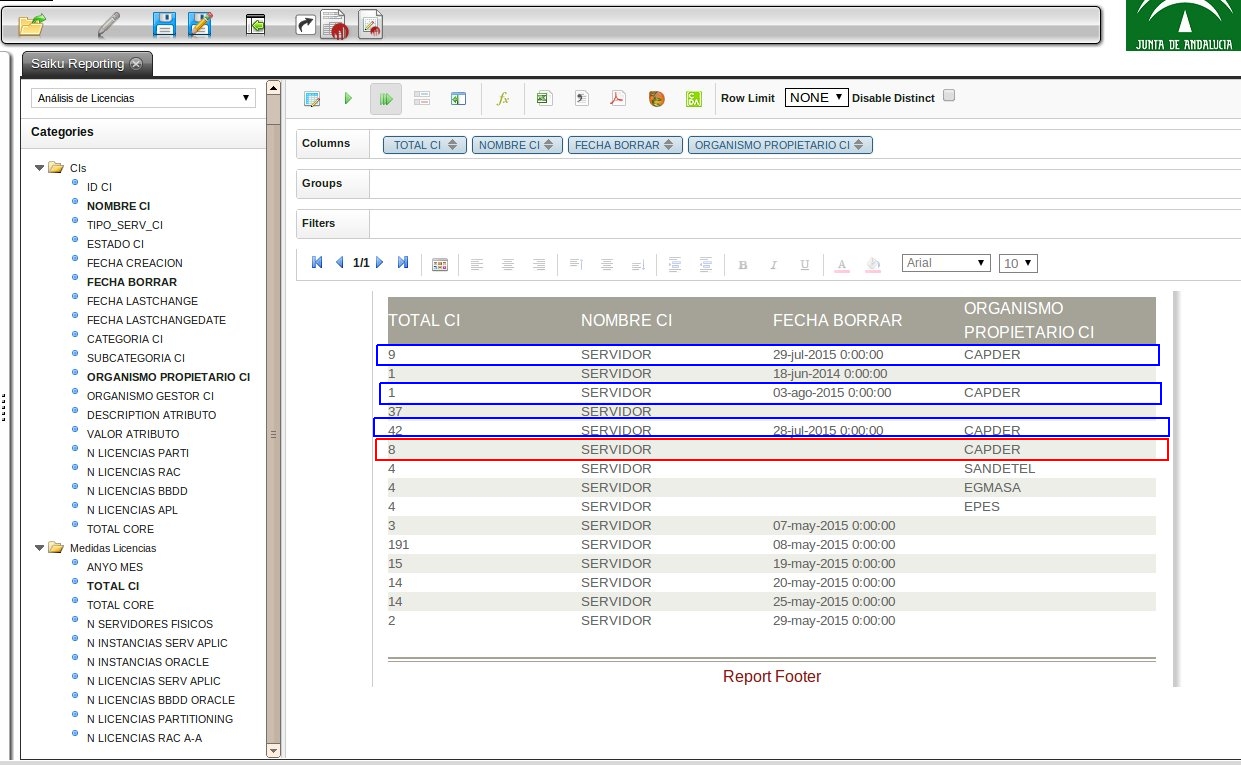 JUNTA DE ANDALUCIA
Saiku Reporting
Análisis de Licencias
Categories
CIs
ID CI
NOMBRE CI
TIPO_SERV_CI
ESTADO CI
FECHA CREACION
FECHA BORRAR
FECHA LASTCHANGE
FECHA LASTCHANGEDATE
CATEGORIA CI
SUBCATEGORIA CI
ORGANISMO PROPIETARIO CI
ORGANISMO GESTOR CI
DESCRIPTION ATRIBUTO
VALOR ATRIBUTO
N LICENCIAS PARTI
N LICENCIAS RAC
N LICENCIAS BBDD
N LICENCIAS APL
TOTAL CORE
Medidas Licencias
ANYO MES
TOTAL CI
TOTAL CORE
N SERVIDORES FISICOS
N INSTANCIAS SERV APLIC
N INSTANCIAS ORACLE
N LICENCIAS SERV APLIC
N LICENCIAS BBDD ORACLE
N LICENCIAS PARTITIONING
N LICENCIAS RAC A-A
Row Limit NONE Disable Distinct
Columns TOTAL CI NOMBRE CI FECHA BORRAR ORGANISMO PROPIETARIO CI
Groups
Filters
1/1 B I U A Arial 10
TOTAL CI NOMBRE CI FECHA BORRAR ORGANISMO PROPIETARIO CI
9 SERVIDOR 29-jul-2015 0:00:00 CAPDER
1 SERVIDOR 18-jun-2014 0:00:00
1 SERVIDOR 03-ago-2015 0:00:00 CAPDER
37 SERVIDOR
42 SERVIDOR 28-jul-2015 0:00:00 CAPDER
8 SERVIDOR CAPDER
4 SERVIDOR SANDETEL
4 SERVIDOR EGMASA
4 SERVIDOR EPES
3 SERVIDOR 07-may-2015 0:00:00
191 SERVIDOR 08-may-2015 0:00:00
15 SERVIDOR 19-may-2015 0:00:00
14 SERVIDOR 20-may-2015 0:00:00
14 SERVIDOR 25-may-2015 0:00:00
2 SERVIDOR 29-may-2015 0:00:00
Report Footer